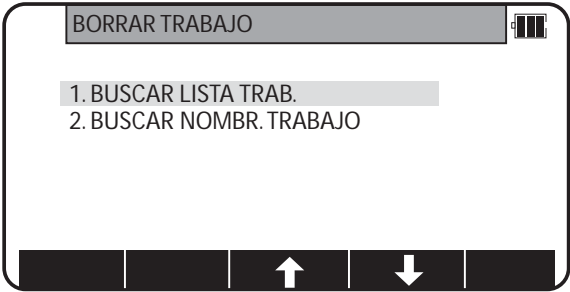 BORRAR TRABAJO
1. BUSCAR LISTA TRAB.
2. BUSCAR NOMBR. TRABAJO